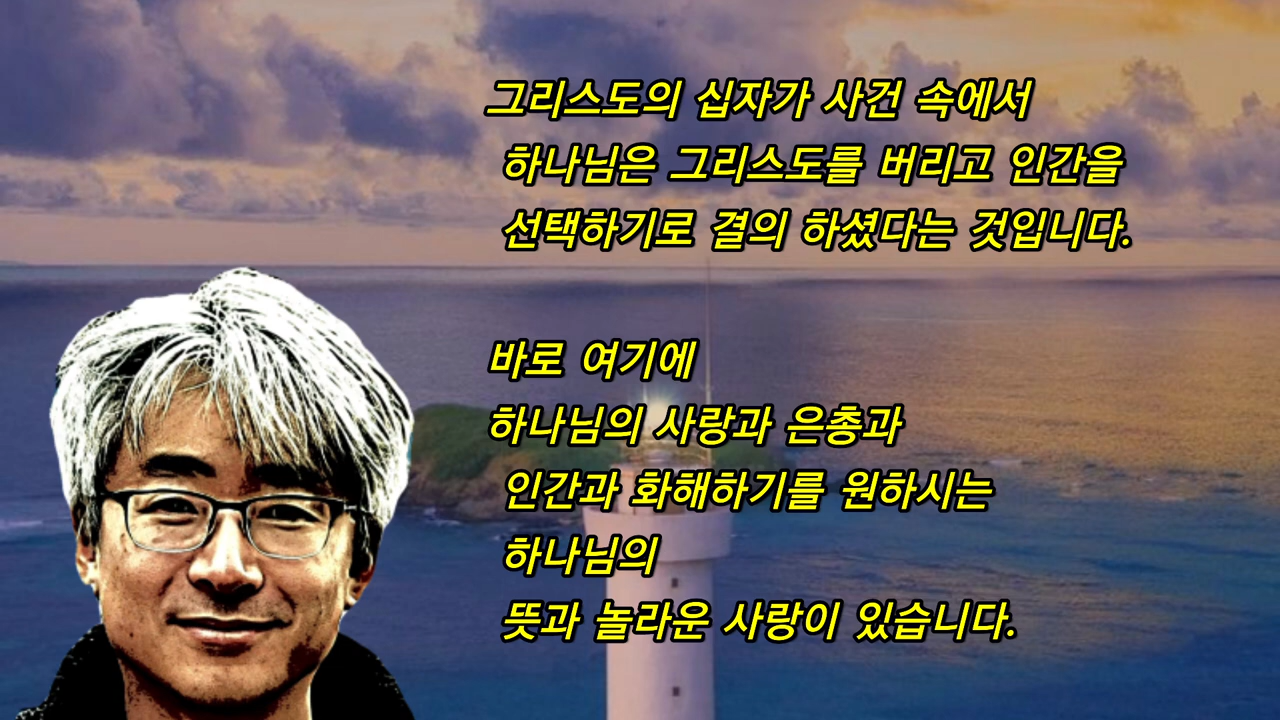 그리스도의 십자가 사건 속에서
하나님은 그리스도를 버리고 인간을
선택하기로 결의 하셨다는 것입니다.
바로 여기에
하나님의 사랑과 은총과
인간과 화해하기를 원하시는
하나님의
뜻과 놀라운 사랑이 있습니다.